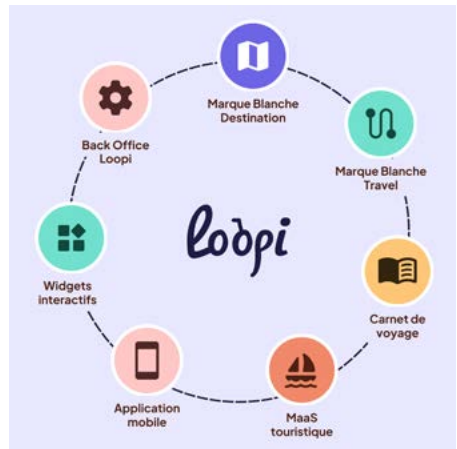 Marque Blanche
Destination
Back Office
Loopi
Marque Blanche
Travel
loopi
Widgets
interactifs
Carnet de
voyage
Application
mobile
MaaS
touristique